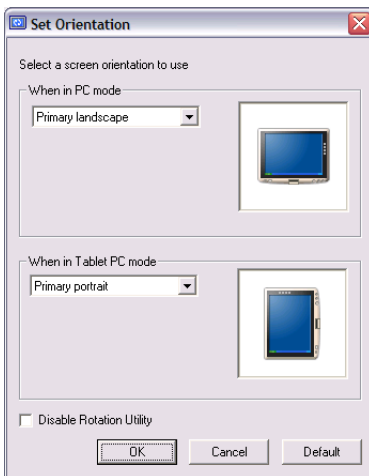 Set Orientation
Select a screen orientation to use
When in PC mode
Primary landscape
When in Tablet PC mode
Primary portrait
Disable Rotation Utility
OK
Cancel
Default